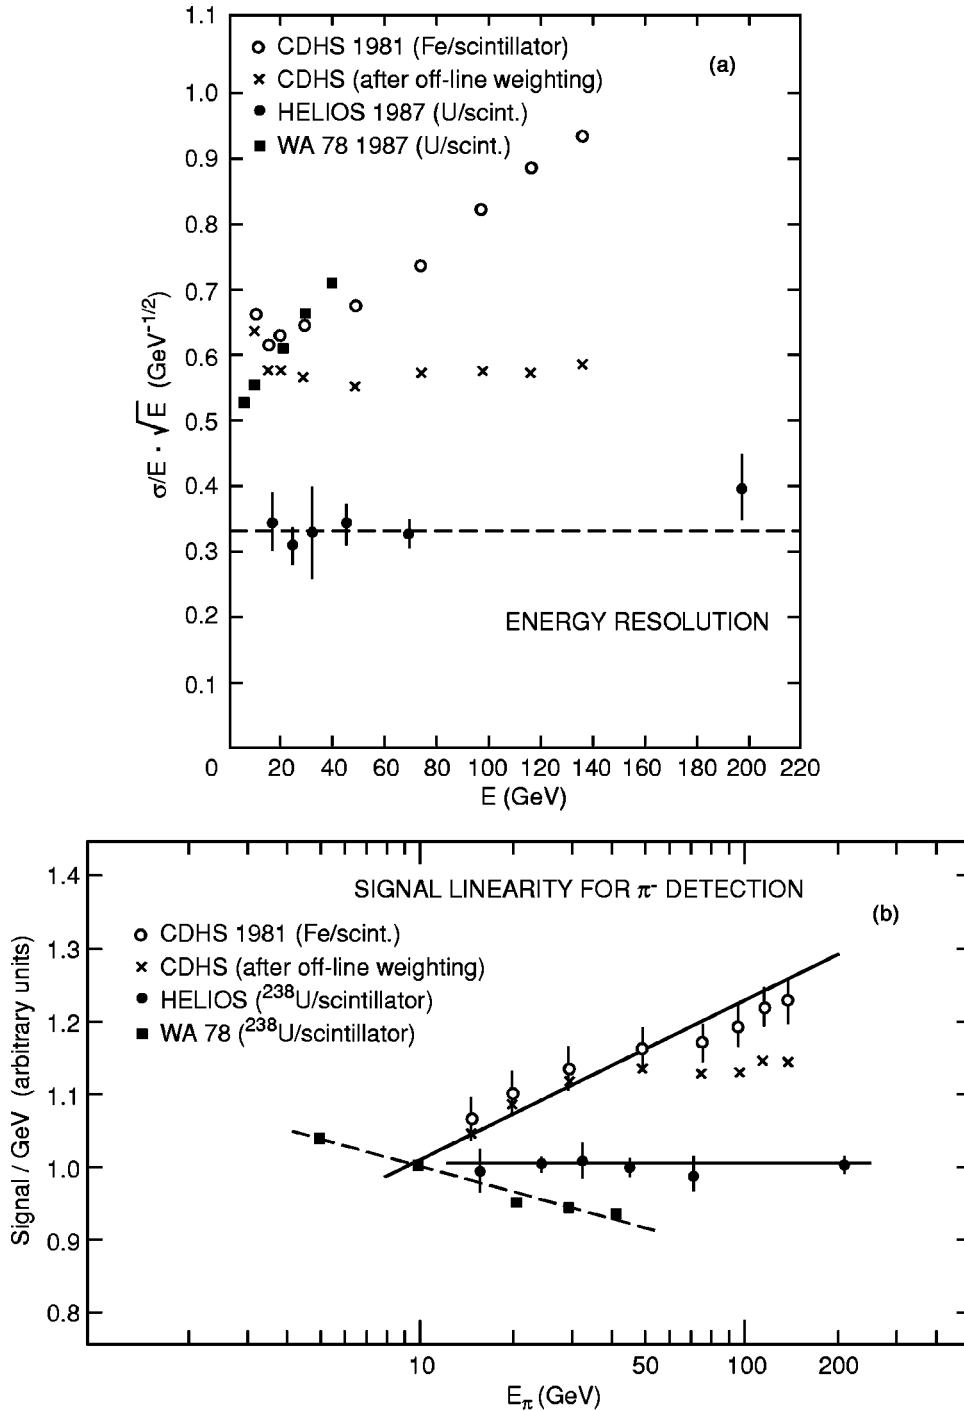 1.1
1.0
0.9
0.8
0.7
0.6
0.5
0.4
0.3
0.2
0.1
σ/E · √E (GeV⁻¹ᐟ²)
CDHS 1981 (Fe/scintillator)
CDHS (after off-line weighting)
HELIOS 1987 (U/scint.)
WA 78 1987 (U/scint.)
(a)
ENERGY RESOLUTION
0 20 40 60 80 100 120 140 160 180 200 220
E (GeV)
1.4
1.3
1.2
1.1
1.0
0.9
0.8
Signal / GeV (arbitrary units)
SIGNAL LINEARITY FOR π⁻ DETECTION
(b)
CDHS 1981 (Fe/scint.)
CDHS (after off-line weighting)
HELIOS (²³⁸U/scintillator)
WA 78 (²³⁸U/scintillator)
10 50 100 200
Eπ (GeV)